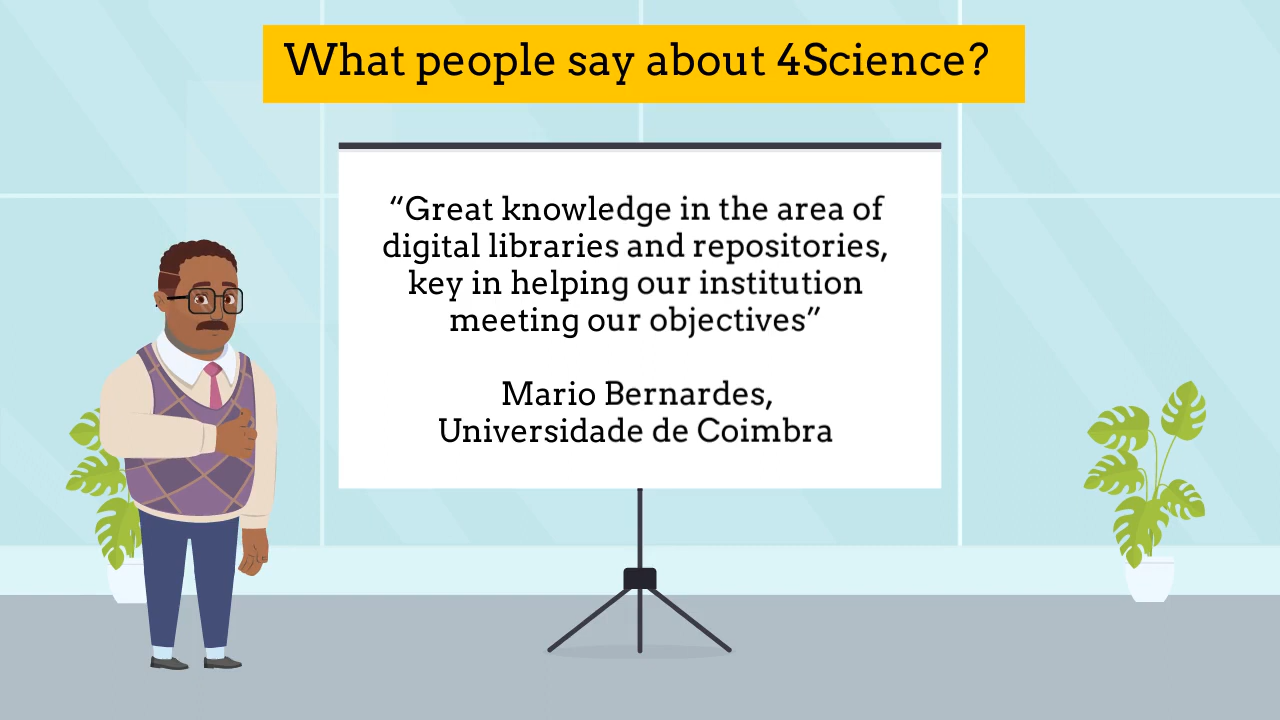 What people say about 4Science?
“Great knowledge in the area of
digital libraries and repositories,
key in helping our institution
meeting our objectives”
Mario Bernardes,
Universidade de Coimbra